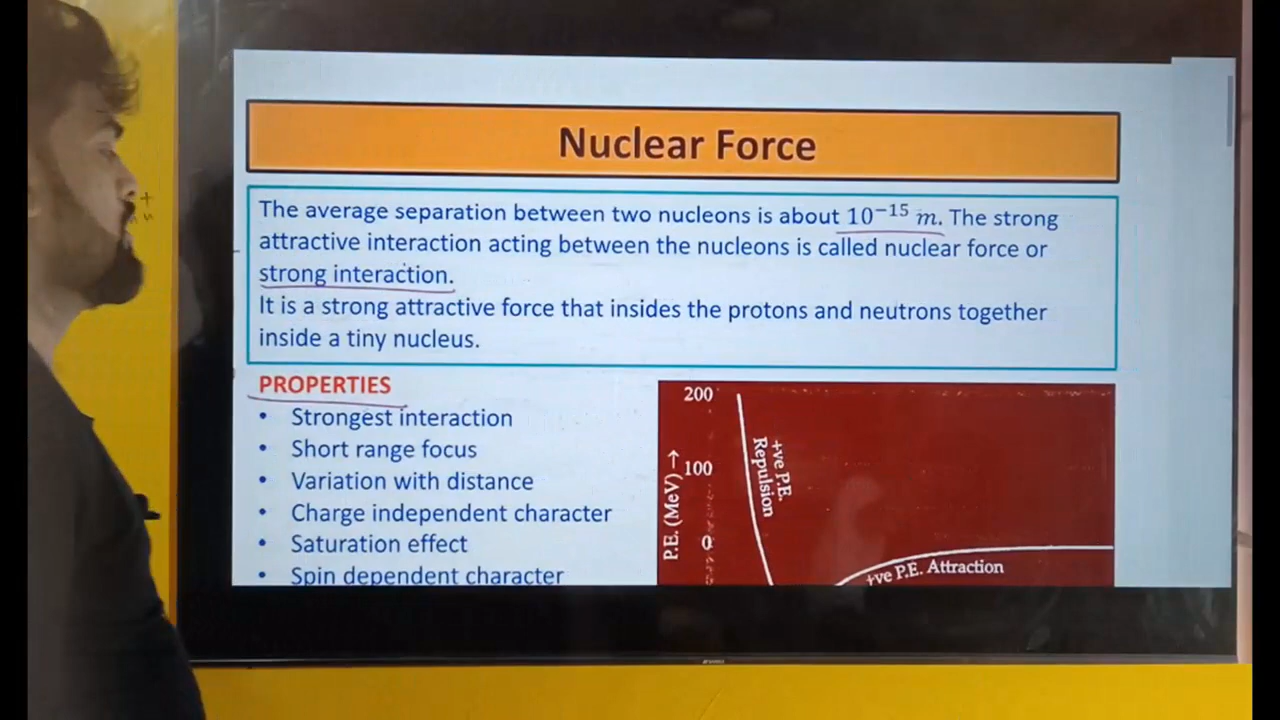 Nuclear Force
The average separation between two nucleons is about 10⁻¹⁵ m. The strong
attractive interaction acting between the nucleons is called nuclear force or
strong interaction.
It is a strong attractive force that insides the protons and neutrons together
inside a tiny nucleus.
PROPERTIES
• Strongest interaction
• Short range focus
• Variation with distance
• Charge independent character
• Saturation effect
• Spin dependent character
200
100
0
P.E. (MeV) →
+ve P.E.
Repulsion
+ve P.E. Attraction